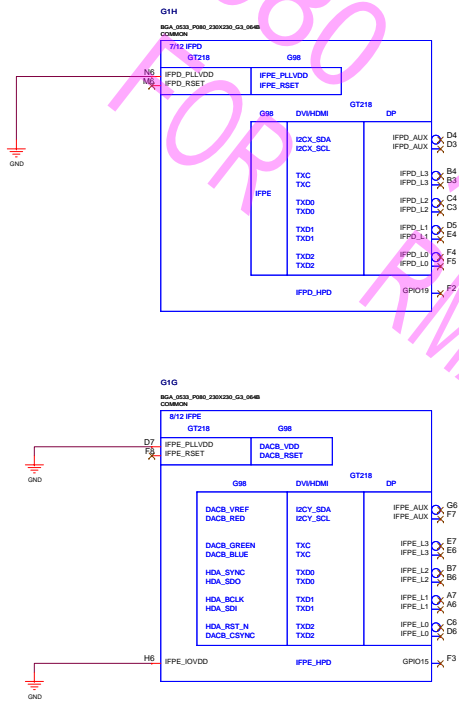 G1H
BGA_0533_P080_230X230_G3_064B
COMMON
7/12 IFPD
GT218 G98
N6 IFPD_PLLVDD IFPE_PLLVDD
M6 IFPD_RSET IFPE_RSET
GT218
G98 DVI/HDMI DP
I2CX_SDA IFPD_AUX D4
I2CX_SCL IFPD_AUX D3
TXC IFPD_L3 B4
TXC IFPD_L3 B3
IFPE
TXD0 IFPD_L2 C4
TXD0 IFPD_L2 C3
TXD1 IFPD_L1 D5
TXD1 IFPD_L1 E4
TXD2 IFPD_L0 F4
TXD2 IFPD_L0 F5
IFPD_HPD GPIO19 F2
GND
080
FOR
RM
G1G
BGA_0533_P080_230X230_G3_064B
COMMON
8/12 IFPE
GT218 G98
D7 IFPE_PLLVDD DACB_VDD
F8 IFPE_RSET DACB_RSET
GND
GT218
G98 DVI/HDMI DP
DACB_VREF I2CY_SDA IFPE_AUX G6
DACB_RED I2CY_SCL IFPE_AUX F7
DACB_GREEN TXC IFPE_L3 E7
DACB_BLUE TXC IFPE_L3 E6
HDA_SYNC TXD0 IFPE_L2 B7
HDA_SDO TXD0 IFPE_L2 B6
HDA_BCLK TXD1 IFPE_L1 A7
HDA_SDI TXD1 IFPE_L1 A6
HDA_RST_N TXD2 IFPE_L0 C6
DACB_CSYNC TXD2 IFPE_L0 D6
H6 IFPE_IOVDD IFPE_HPD GPIO15 F3
GND